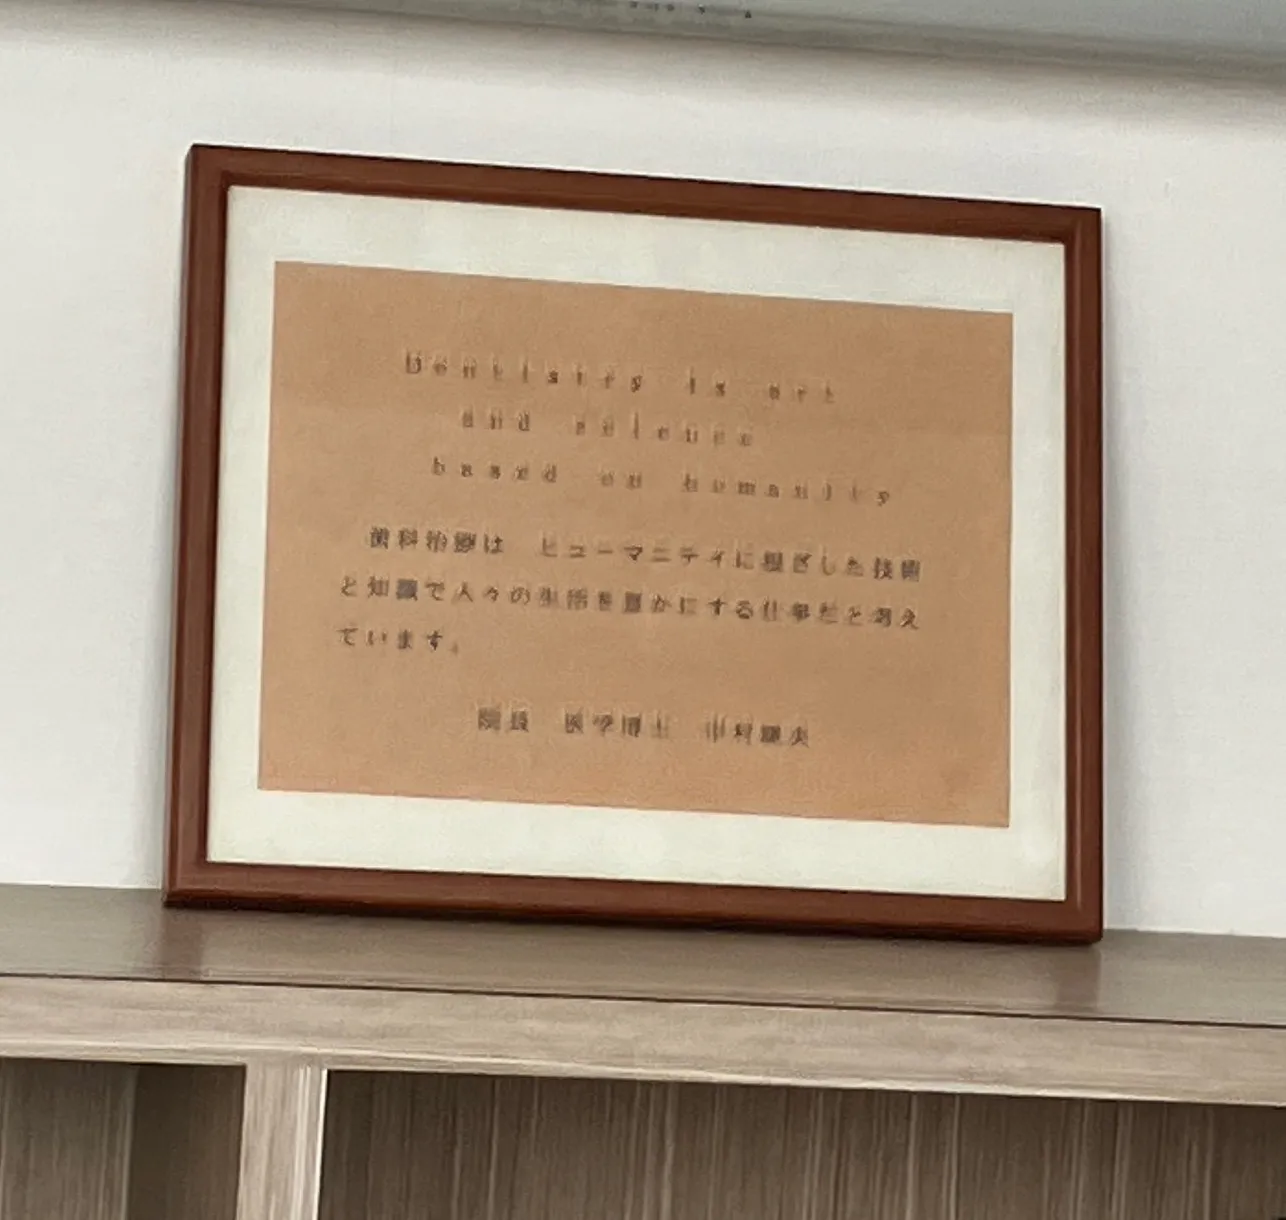 Dentistry is art
and science
based on humanity
歯科治療は ヒューマニティに根ざした技術
と知識で人々の生活を豊かにする仕事だと考え
ています。
院長 医学博士 中村